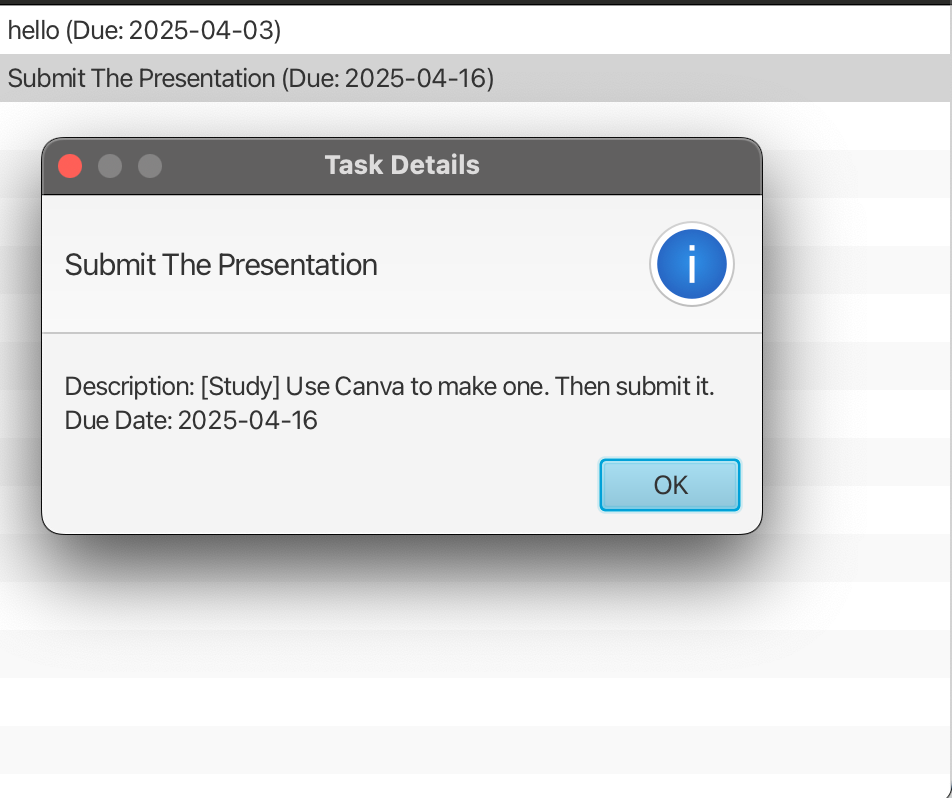 hello (Due: 2025-04-03)
Submit The Presentation (Due: 2025-04-16)
Task Details
Submit The Presentation
i
Description: [Study] Use Canva to make one. Then submit it.
Due Date: 2025-04-16
OK